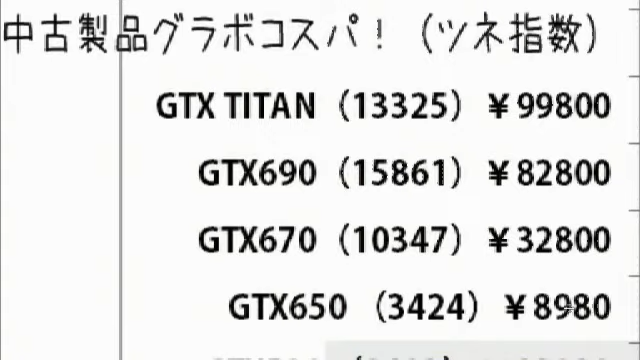 中古製品グラボコスパ！（ツネ指数）
GTX TITAN（13325）￥99800
GTX690（15861）￥82800
GTX670（10347）￥32800
GTX650（3424）￥8980